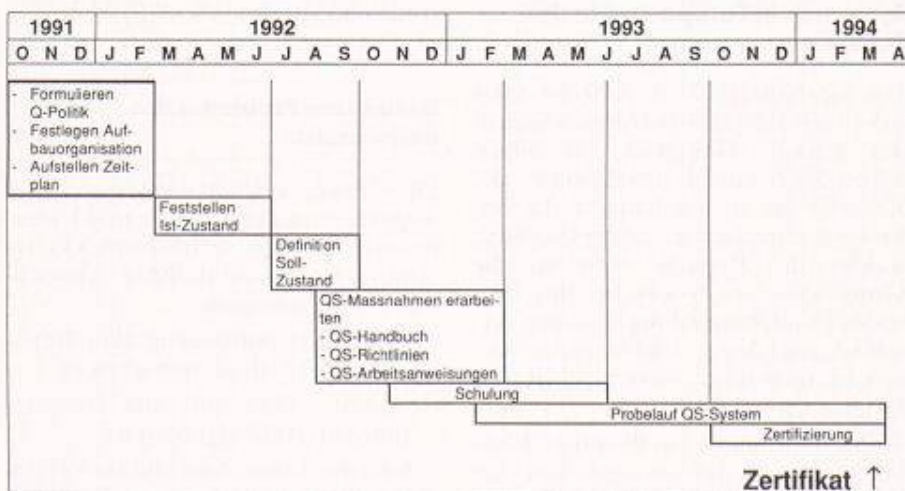 1991 1992 1993 1994
O N D J F M A M J J A S O N D J F M A M J J A S O N D J F M A
- Formulieren
Q-Politik
- Festlegen Auf-
bauorganisation
- Aufstellen Zeit-
plan
Feststellen
Ist-Zustand
Definition
Soll-
Zustand
QS-Massnahmen erarbei-
ten
- QS-Handbuch
- QS-Richtlinien
- QS-Arbeitsanweisungen
Schulung
Probelauf QS-System
Zertifizierung
Zertifikat ↑